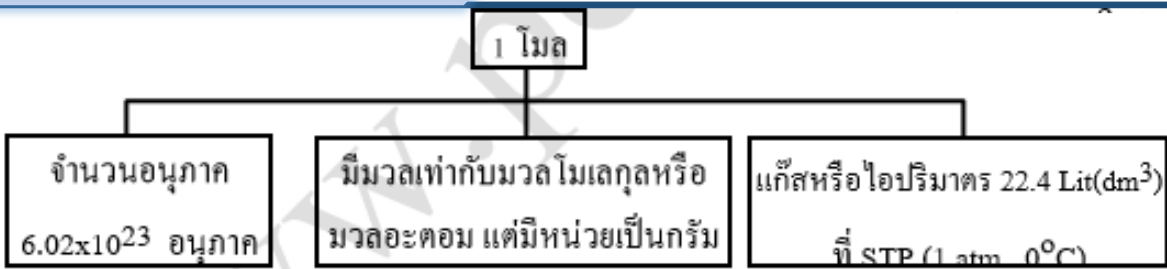 1 โมล
จำนวนอนุภาค
6.02x10²³ อนุภาค
มีมวลเท่ากับมวลโมเลกุลหรือ
มวลอะตอม แต่มีหน่วยเป็นกรัม
แก๊สหรือไอปริมาตร 22.4 Lit(dm³)
ที่ STP (1 atm 0°C)